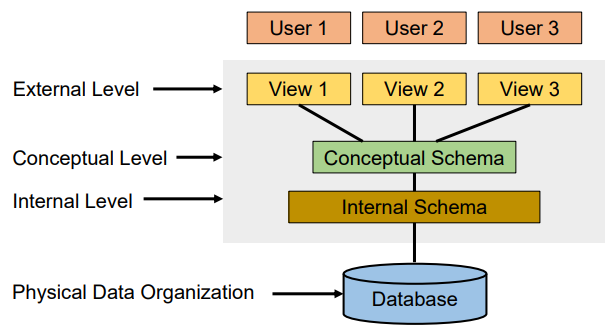 User 1 User 2 User 3
External Level View 1 View 2 View 3
Conceptual Level Conceptual Schema
Internal Level Internal Schema
Physical Data Organization Database